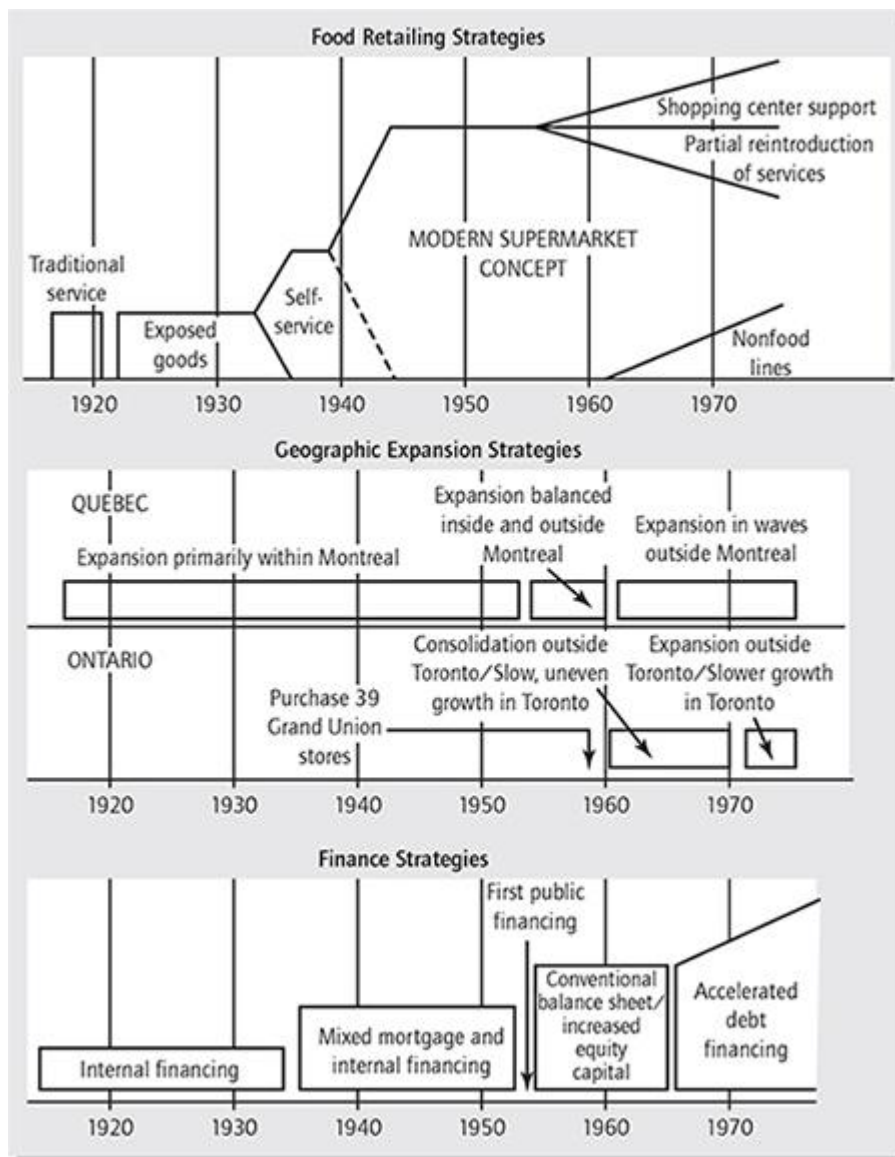 Food Retailing Strategies
Shopping center support
Partial reintroduction
of services
MODERN SUPERMARKET
CONCEPT
Traditional
service
Self-
service
Exposed
goods
Nonfood
lines
1920 1930 1940 1950 1960 1970
Geographic Expansion Strategies
QUEBEC
Expansion primarily within Montreal
Expansion balanced
inside and outside
Montreal
Expansion in waves
outside Montreal
ONTARIO
Purchase 39
Grand Union
stores
Consolidation outside
Toronto/Slow, uneven
growth in Toronto
Expansion outside
Toronto/Slower growth
in Toronto
1920 1930 1940 1950 1960 1970
Finance Strategies
First public
financing
Internal financing
Mixed mortgage and
internal financing
Conventional
balance sheet/
increased
equity
capital
Accelerated
debt
financing
1920 1930 1940 1950 1960 1970